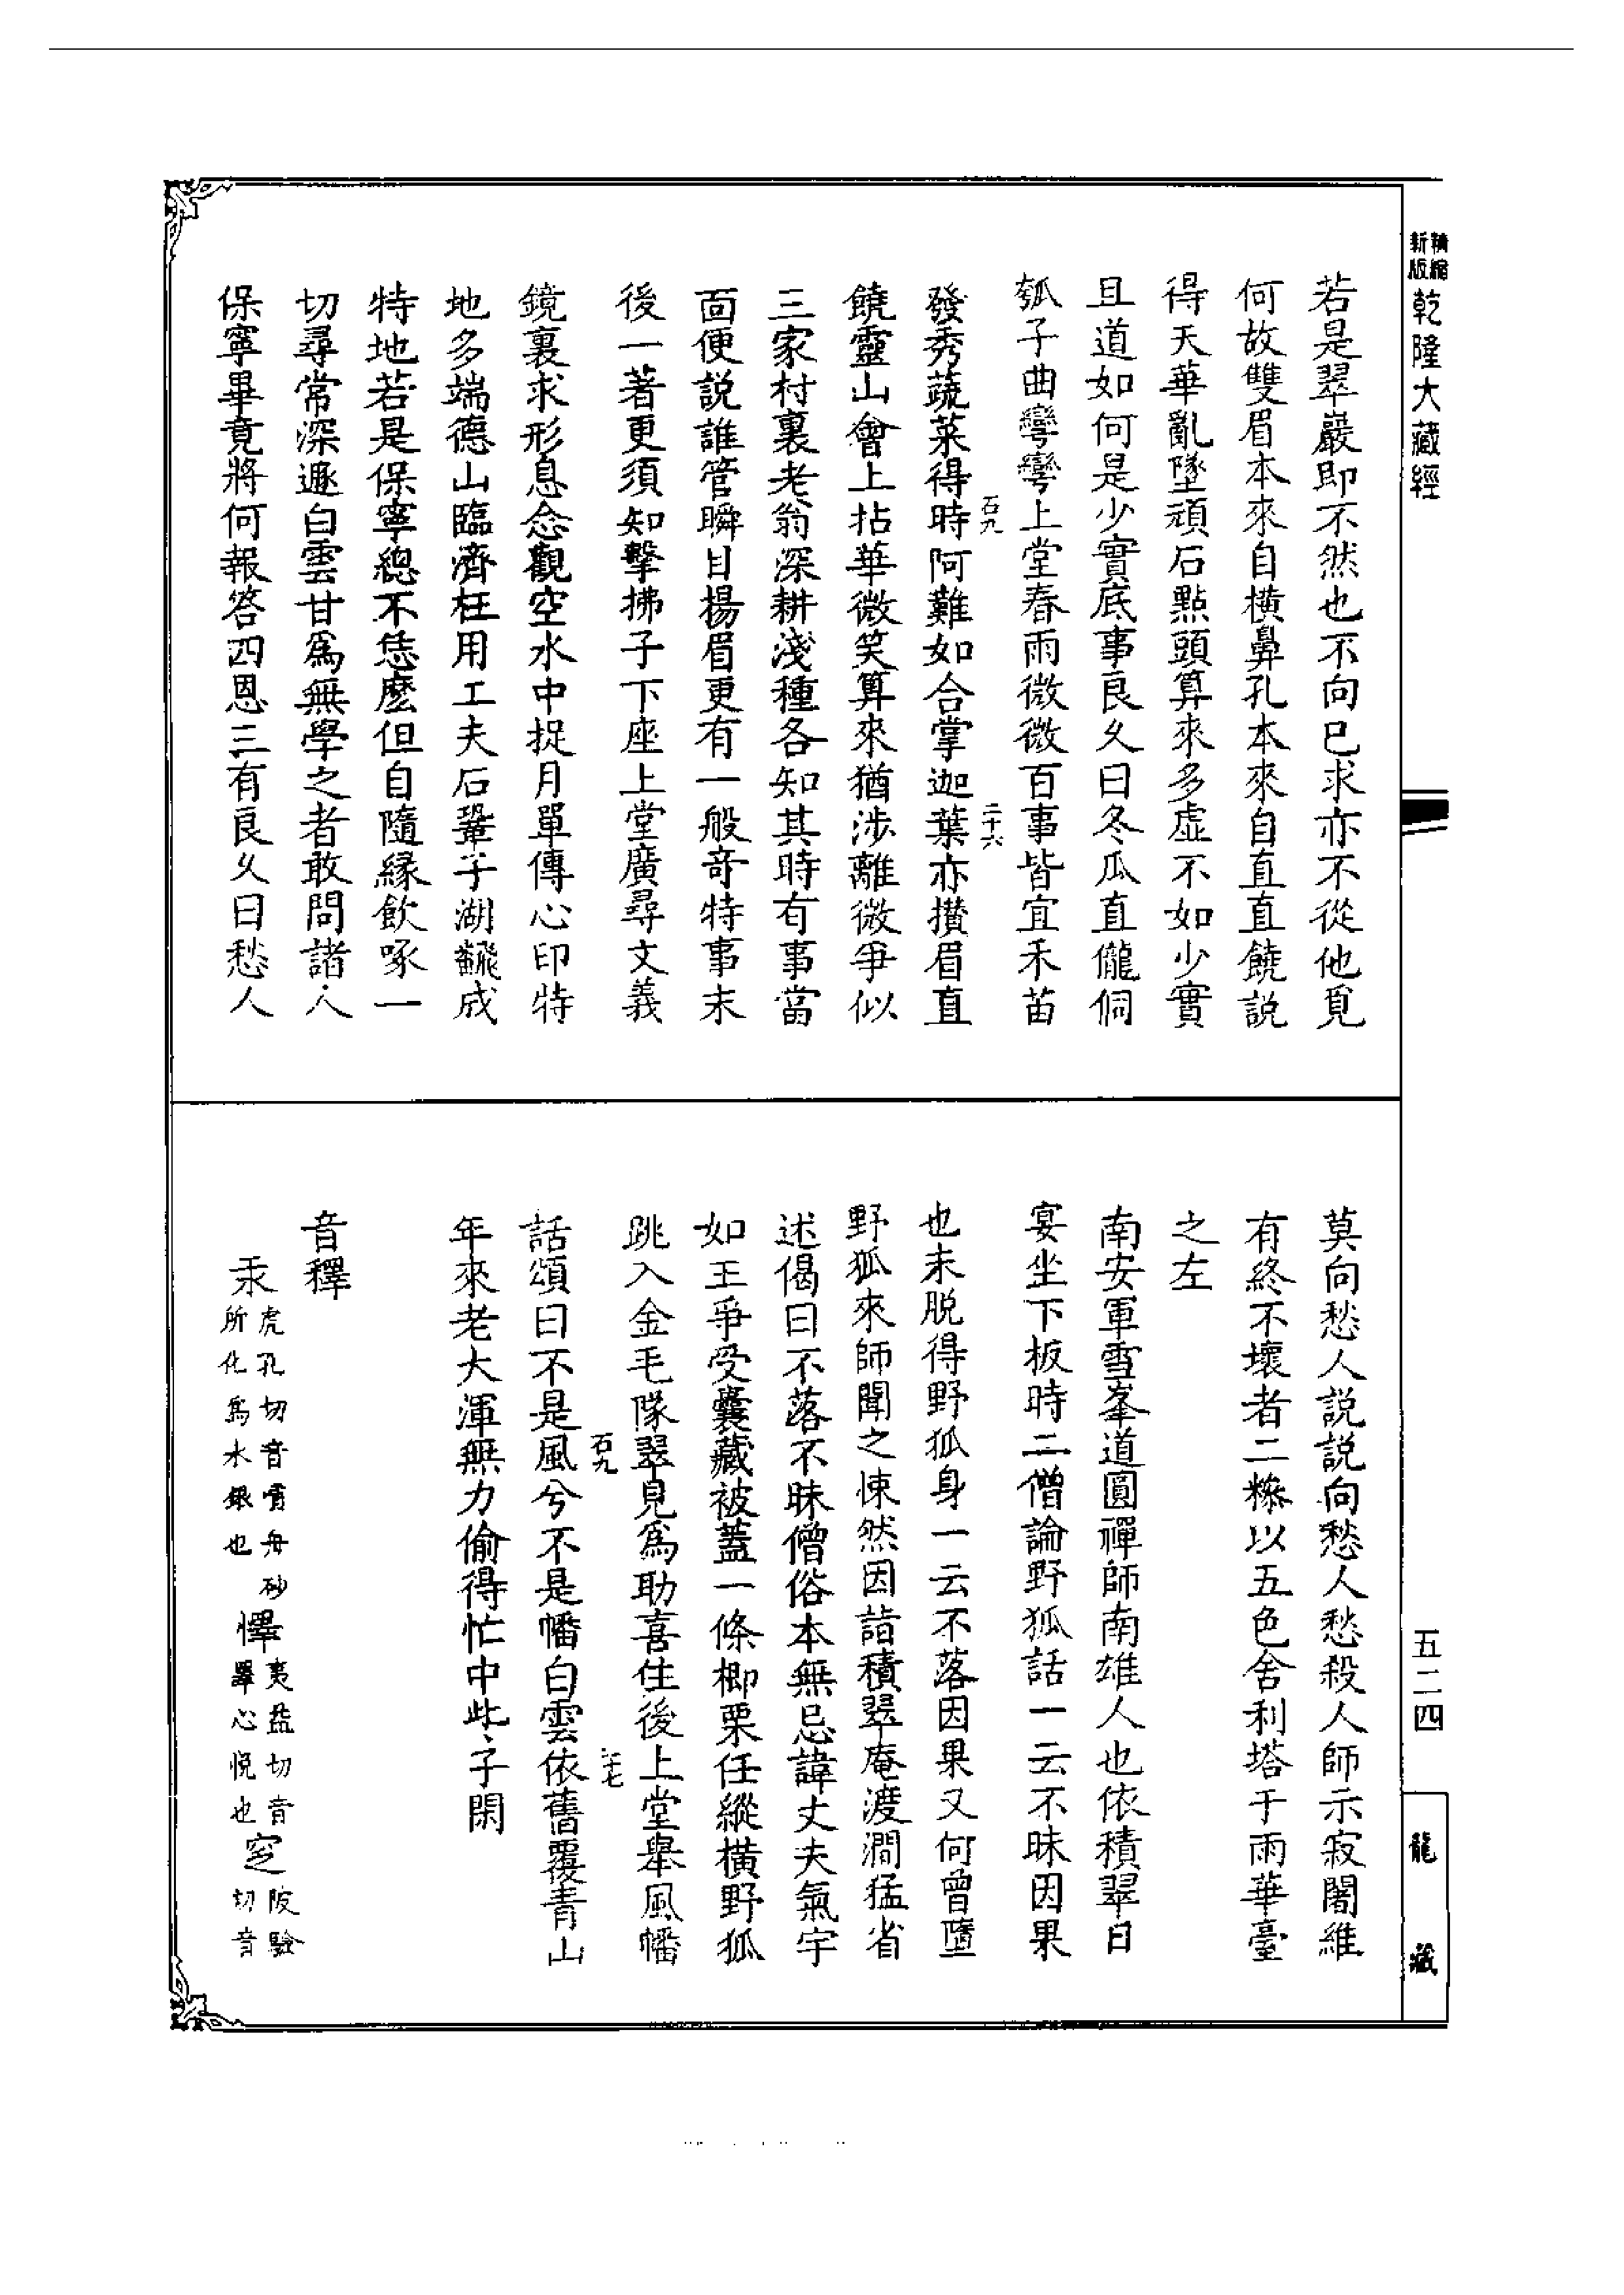 精縮新版乾隆大藏經
若是翠巖即不然也不向已求亦不從他覓
何故雙眉本來自橫鼻孔本來自直直饒說
得天華亂墜頑石點頭算來多虛不如少實
且道如何是少實底事良久曰冬瓜直儱侗
瓠子曲彎彎上堂春雨微微百事皆宜禾苗
石九
二十六
發秀蔬菜得時阿難如合掌迦葉亦攢眉直
饒靈山會上拈華微笑算來猶涉離微爭似
三家村裏老翁深耕淺種各知其時有事當
面便說誰管瞬目揚眉更有一般奇特事末
後一著更須知擊拂子下座上堂廣尋文義
鏡裏求形息念觀空水中捉月單傳心印特
地多端德山臨濟枉用工夫石鞏子湖飜成
特地若是保寧總不恁麼但自隨緣飲啄一
切尋常深遯白雲甘爲無學之者敢問諸人
保寧畢竟將何報答四恩三有良久曰愁人
莫向愁人說說向愁人愁殺人師示寂闍維
有終不壞者二糝以五色舍利塔于雨華臺
之左
南安軍雪峯道圓禪師南雄人也依積翠日
宴坐下板時二僧論野狐話一云不昧因果
也未脫得野狐身一云不落因果又何曾墮
野狐來師聞之悚然因詣積翠庵渡澗猛省
述偈曰不落不昧僧俗本無忌諱丈夫氣宇
如王爭受囊藏被蓋一條榔栗任縱橫野狐
跳入金毛隊翠見爲助喜住後上堂舉風幡
石九
二十七
話頌曰不是風兮不是幡白雲依舊覆青山
年來老大渾無力偷得忙中些子閑
音釋
汞虎孔切音嗊丹砂所化爲水銀也懌夷益切音睪心悅也窆陂驗切音
五二四
龍藏